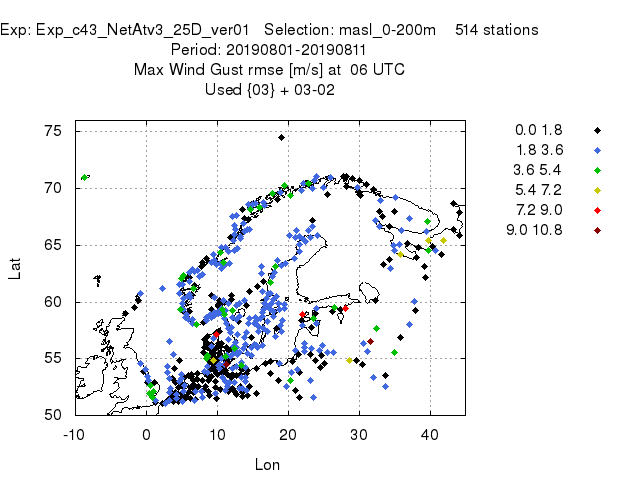 Exp: Exp_c43_NetAtv3_25D_ver01 Selection: masl_0-200m 514 stations
Period: 20190801-20190811
Max Wind Gust rmse [m/s] at 06 UTC
Used {03} + 03-02
0.0 1.8
1.8 3.6
3.6 5.4
5.4 7.2
7.2 9.0
9.0 10.8
75
70
65
60
55
50
Lat
-10 0 10 20 30 40
Lon